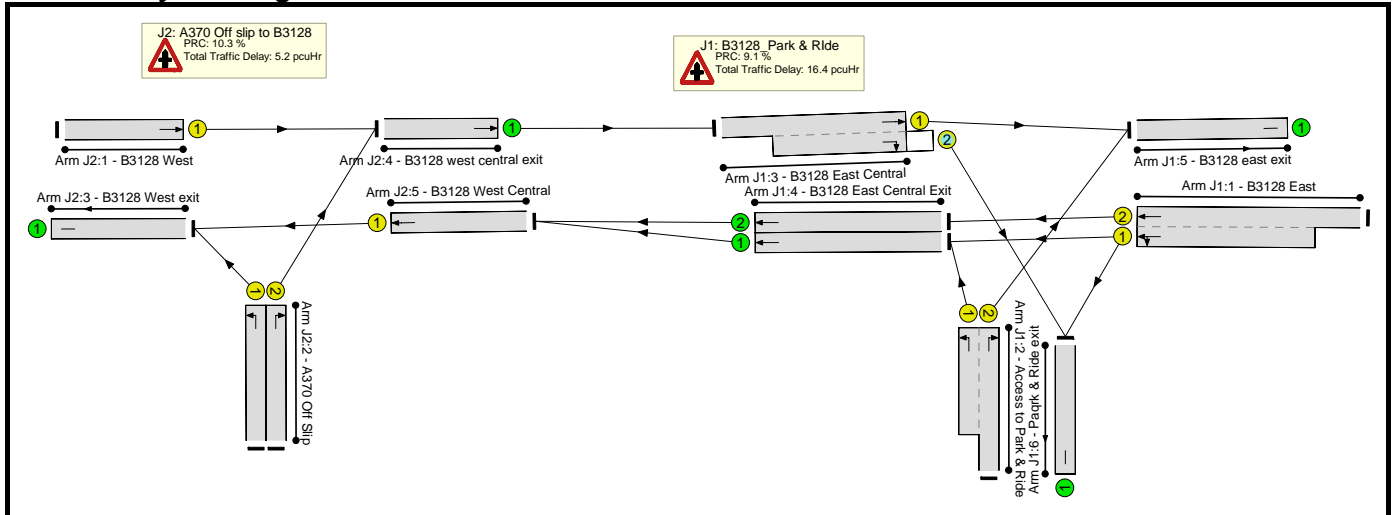 J2: A370 Off slip to B3128
PRC: 10.3 %
Total Traffic Delay: 5.2 pcuHr
J1: B3128_Park & RIde
PRC: 9.1 %
Total Traffic Delay: 16.4 pcuHr
1
Arm J2:1 - B3128 West
1
Arm J2:4 - B3128 west central exit
1
2
Arm J1:3 - B3128 East Central
1
Arm J1:5 - B3128 east exit
Arm J2:3 - B3128 West exit
1
Arm J2:5 - B3128 West Central
1
Arm J1:4 - B3128 East Central Exit
2
1
Arm J1:1 - B3128 East
2
1
1
2
Arm J2:2 - A370 Off Slip
1
2
Arm J1:2 - Access to Park & Ride
Arm J1:6 - Paqrk & Ride exit
1